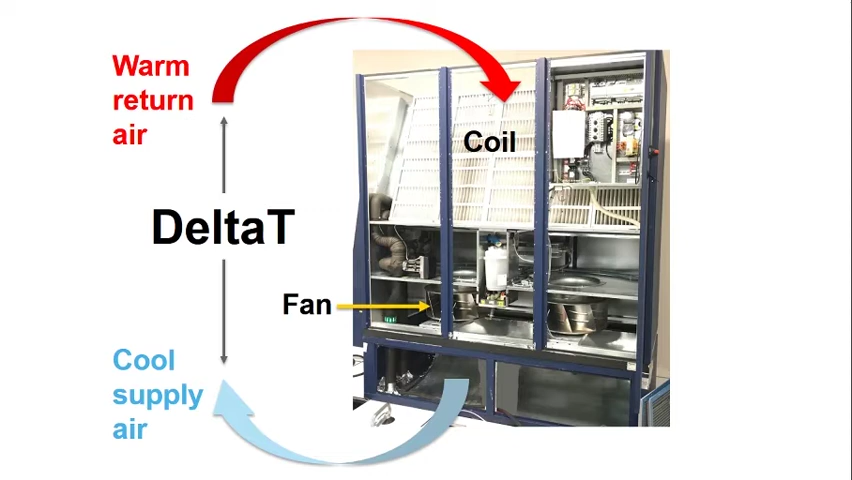 Warm
return
air
Coil
DeltaT
Fan
Cool
supply
air